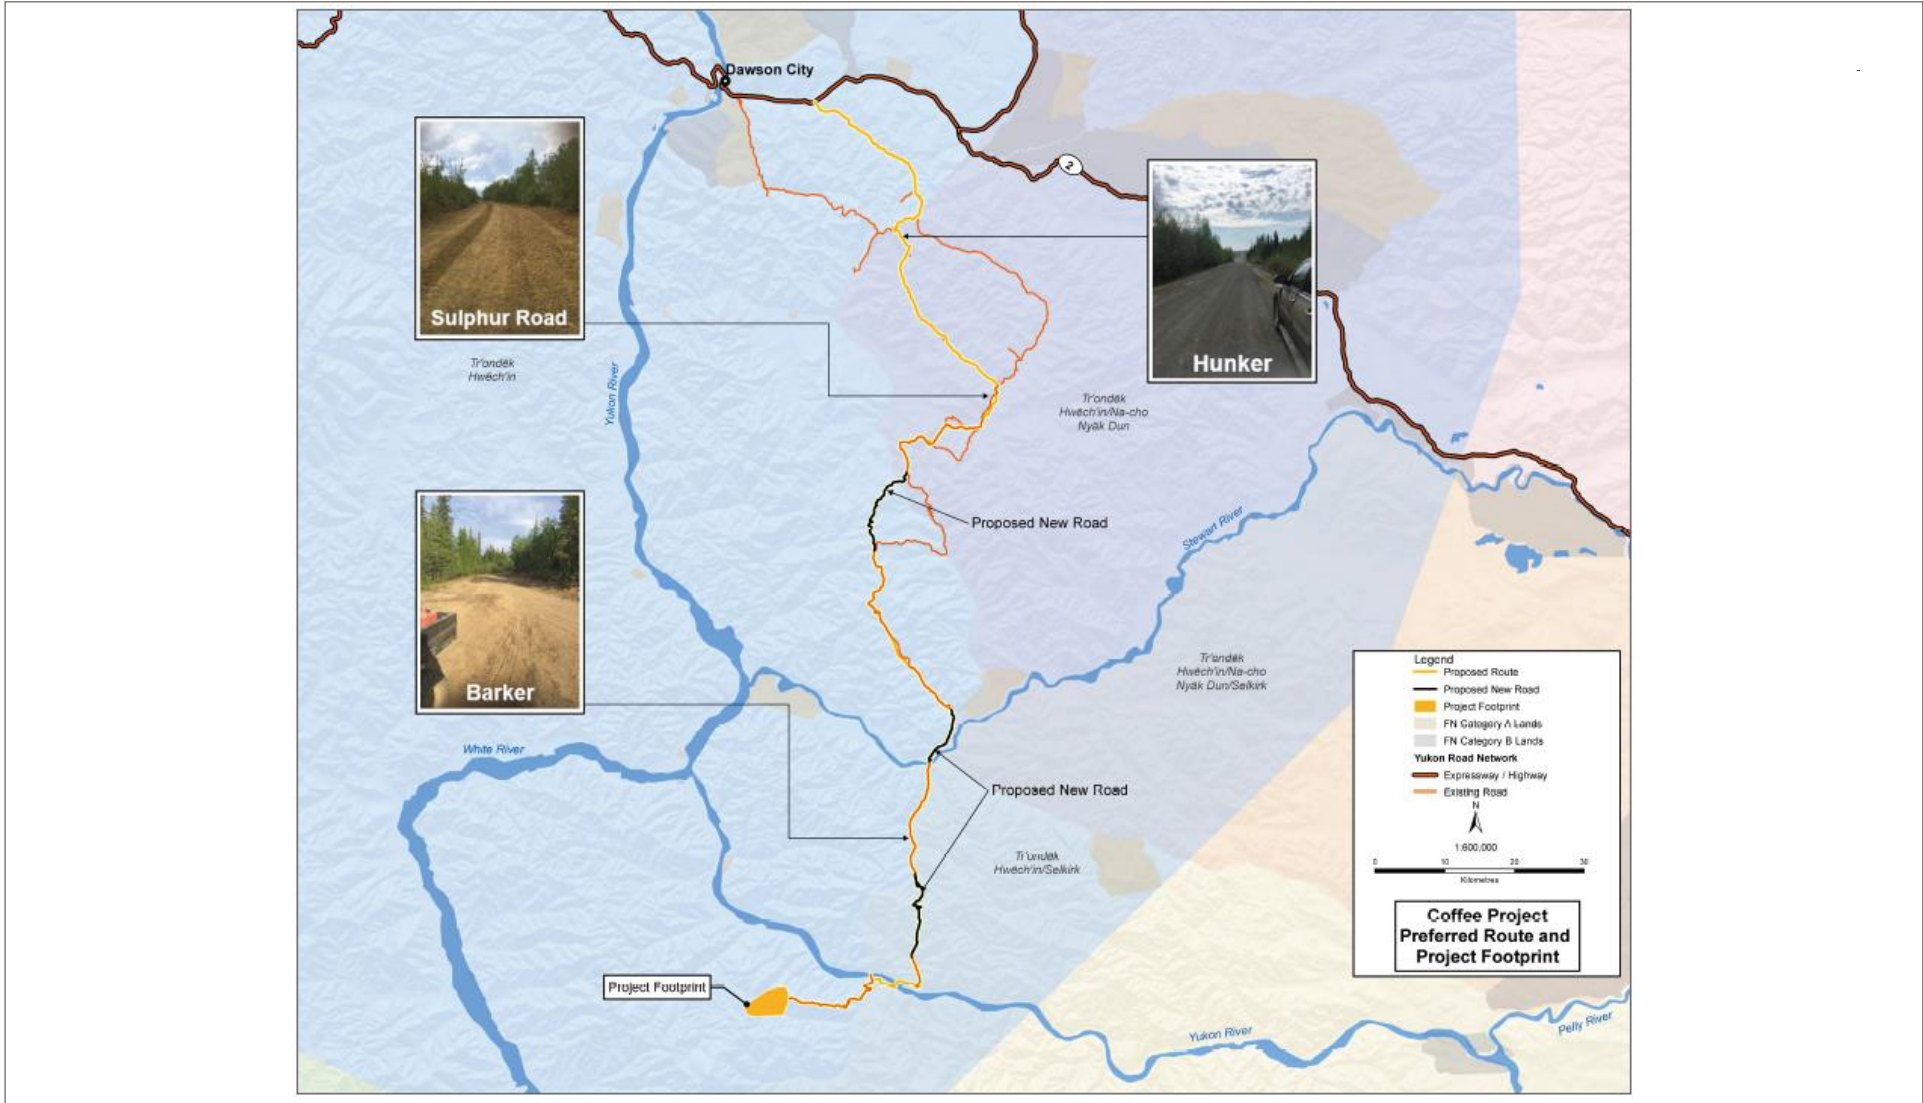 Dawson City
2
Sulphur Road
Hunker
Tr'ondëk
Hwëch'in
Yukon River
Tr'ondëk
Hwëch'in/Na-cho
Nyäk Dun
Proposed New Road
Stewart River
Barker
Tr'ondëk
Hwëch'in/Na-cho
Nyäk Dun/Selkirk
White River
Proposed New Road
Tr'ondëk
Hwëch'in/Selkirk
Project Footprint
Yukon River
Pelly River
Legend
Proposed Route
Proposed New Road
Project Footprint
FN Category A Lands
FN Category B Lands
Yukon Road Network
Expressway / Highway
Existing Road
N
1:600,000
0 10 20 30
Kilometres
Coffee Project
Preferred Route and
Project Footprint